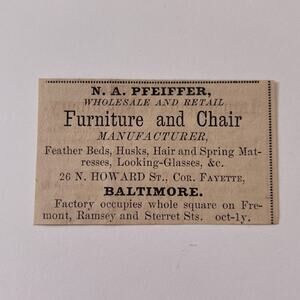 N. A. PFEIFFER,
WHOLESALE AND RETAIL
Furniture and Chair
MANUFACTURER,
Feather Beds, Husks, Hair and Spring Mat-
resses, Looking-Glasses, &c.
26 N. HOWARD ST., COR. FAYETTE,
BALTIMORE.
Factory occupies whole square on Fre-
mont, Ramsey and Sterret Sts. oct-1y.